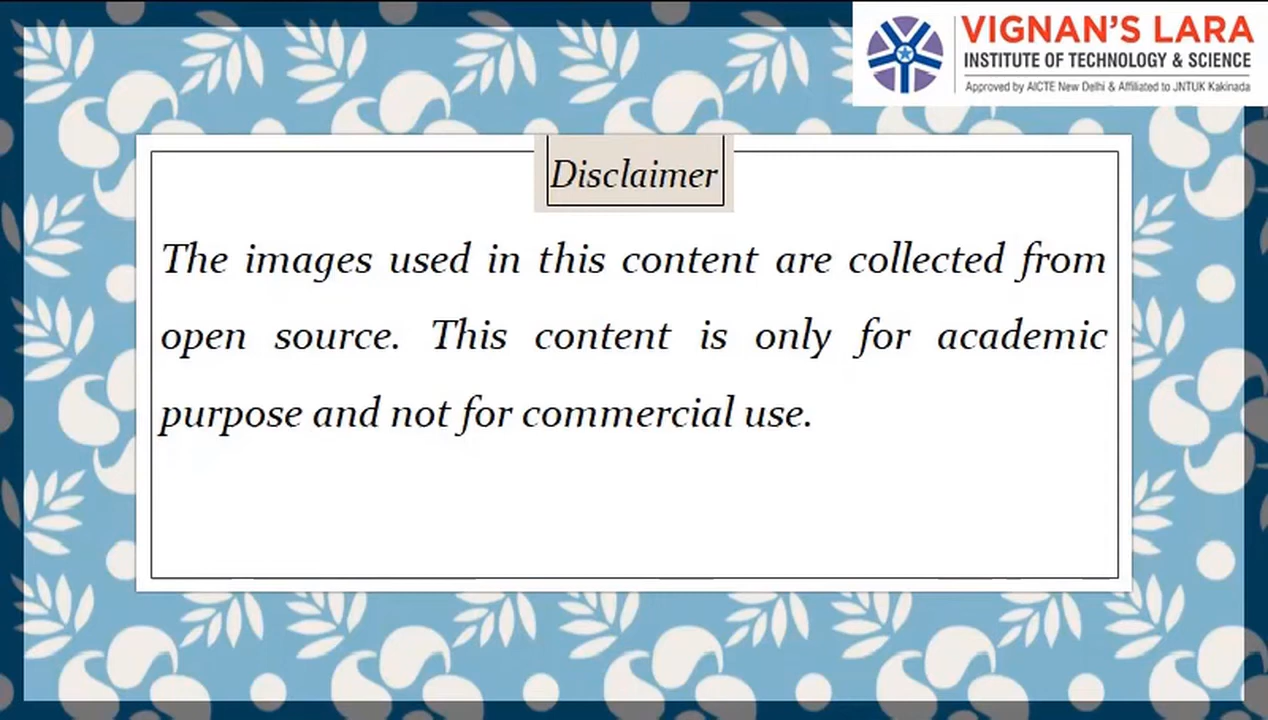 VIGNAN'S LARA
INSTITUTE OF TECHNOLOGY & SCIENCE
Approved by AICTE New Delhi & Affiliated to JNTUK Kakinada
Disclaimer
The images used in this content are collected from
open source. This content is only for academic
purpose and not for commercial use.